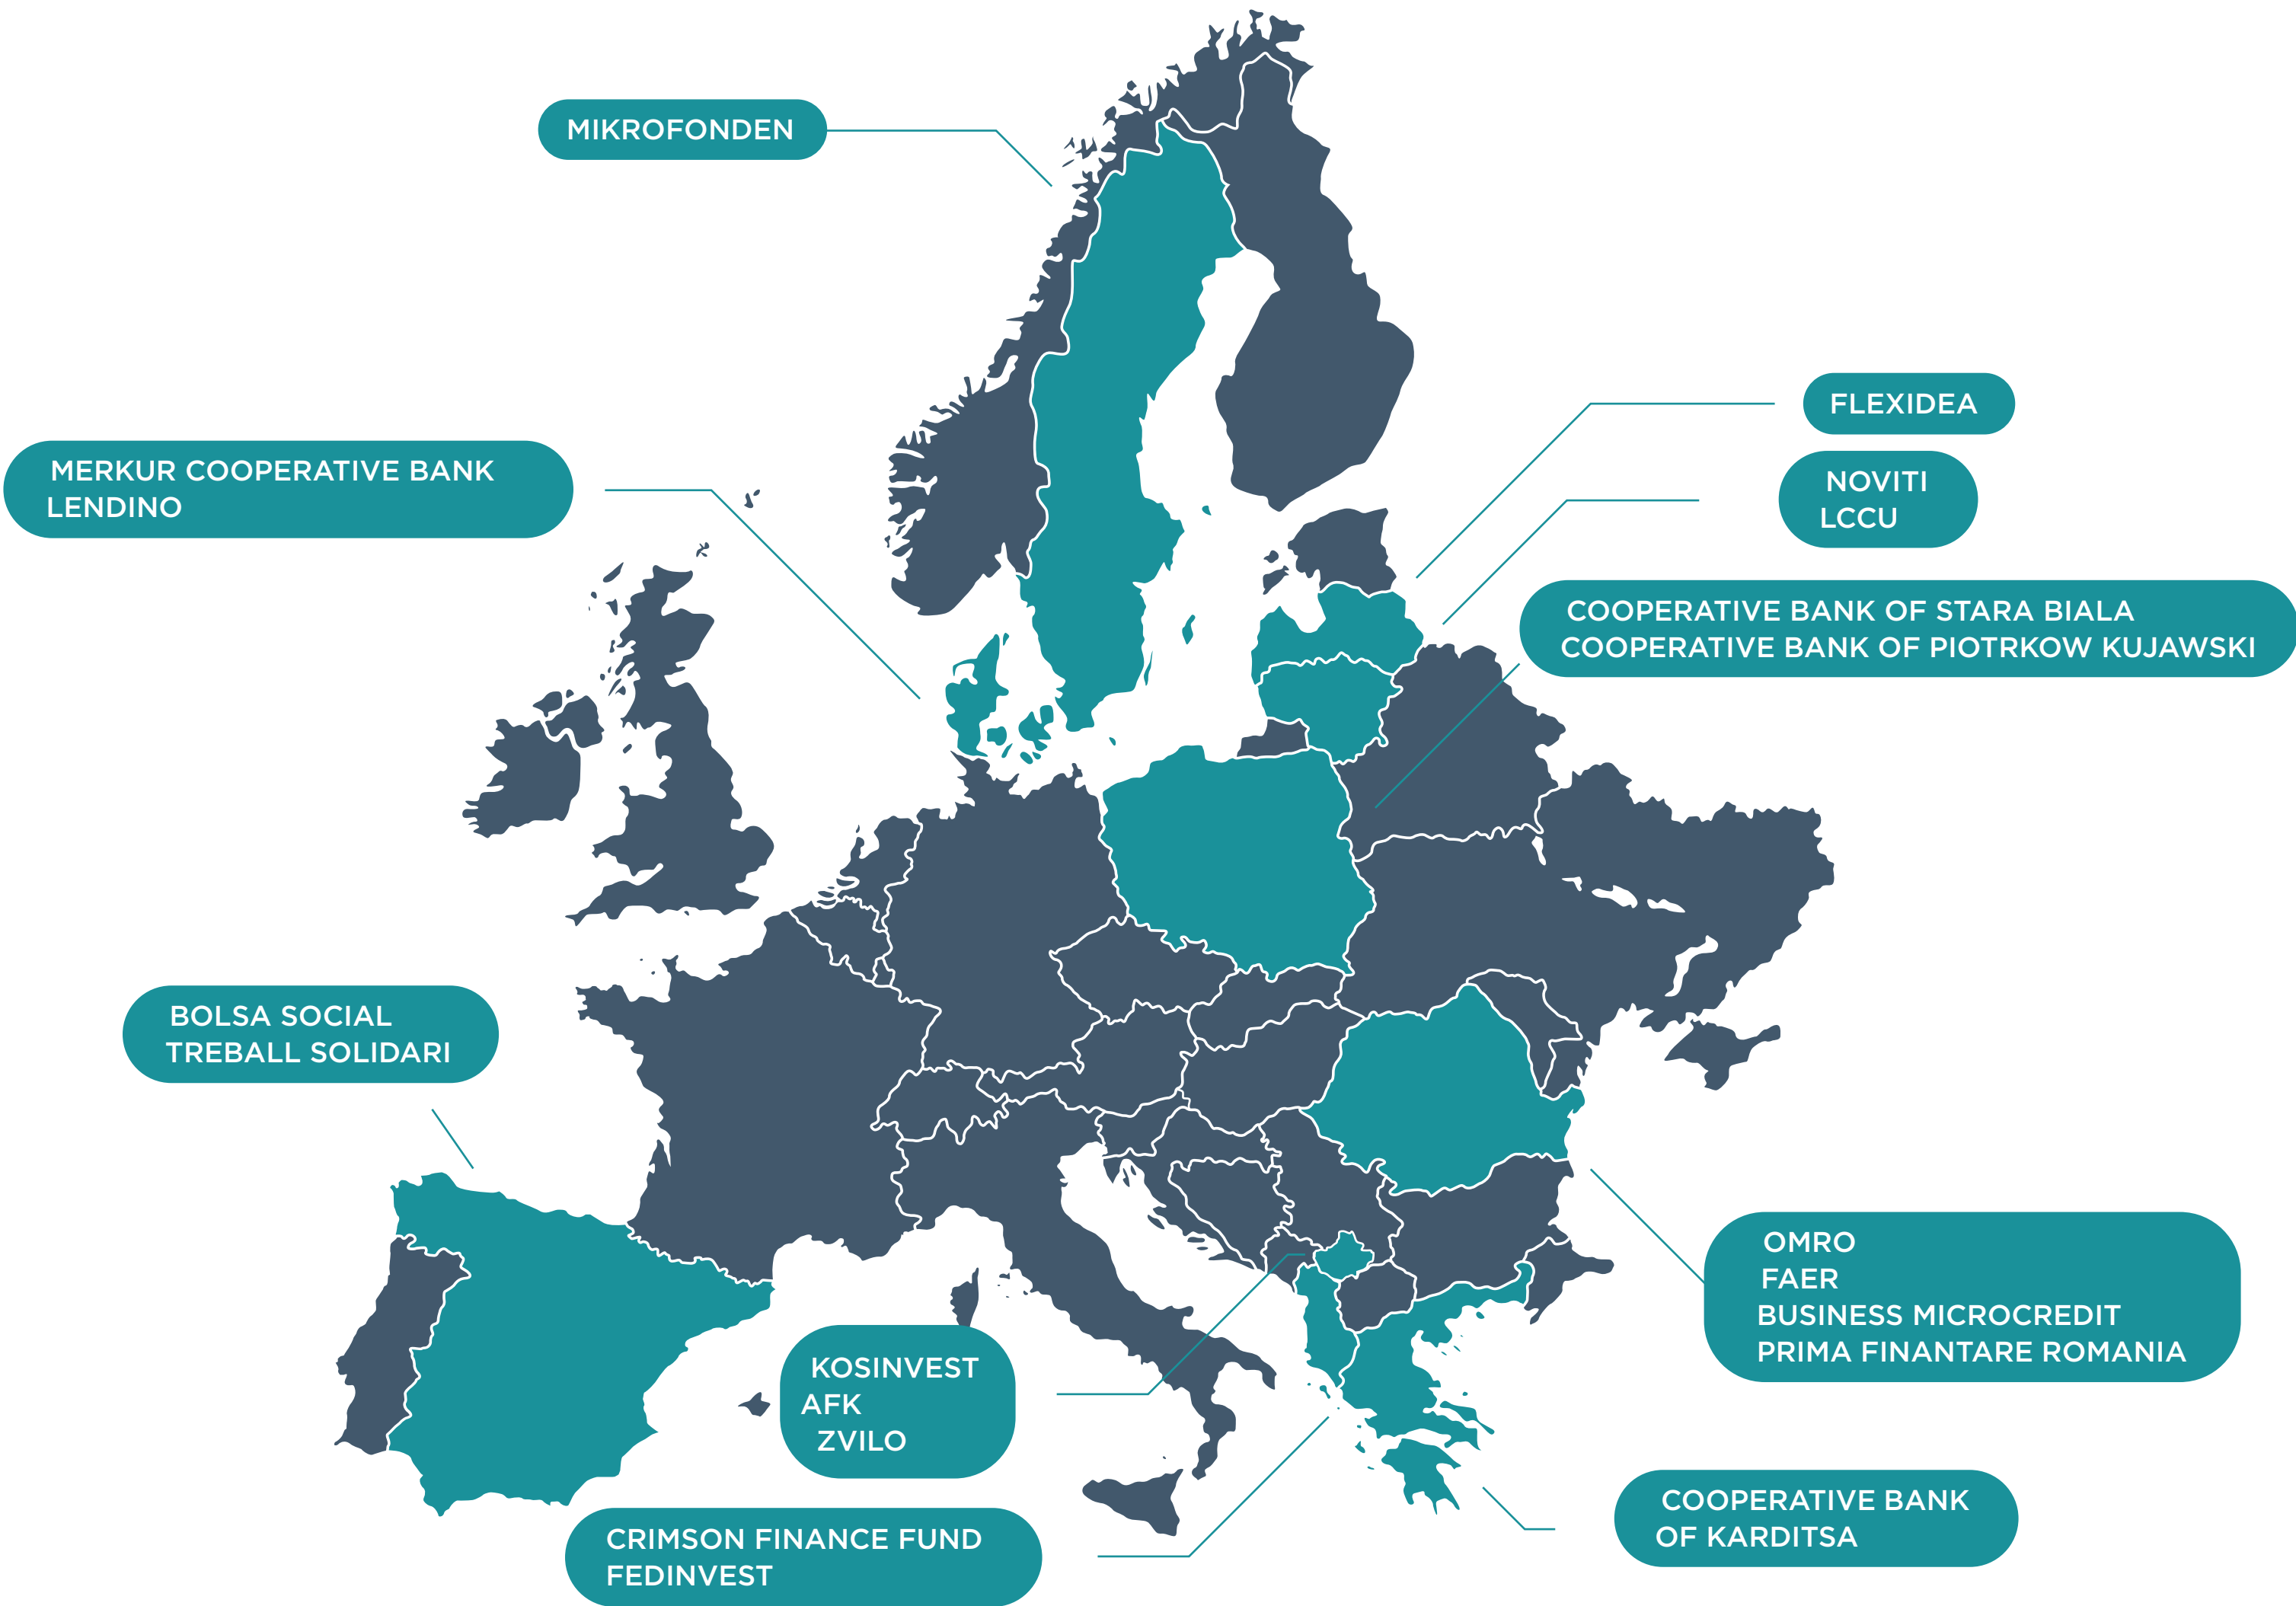 MIKROFONDEN
FLEXIDEA
MERKUR COOPERATIVE BANK
LENDINO
NOVITI
LCCU
COOPERATIVE BANK OF STARA BIALA
COOPERATIVE BANK OF PIOTRKOW KUJAWSKI
BOLSA SOCIAL
TREBALL SOLIDARI
OMRO
FAER
BUSINESS MICROCREDIT
PRIMA FINANTARE ROMANIA
KOSINVEST
AFK
ZVILO
COOPERATIVE BANK
OF KARDITSA
CRIMSON FINANCE FUND
FEDINVEST